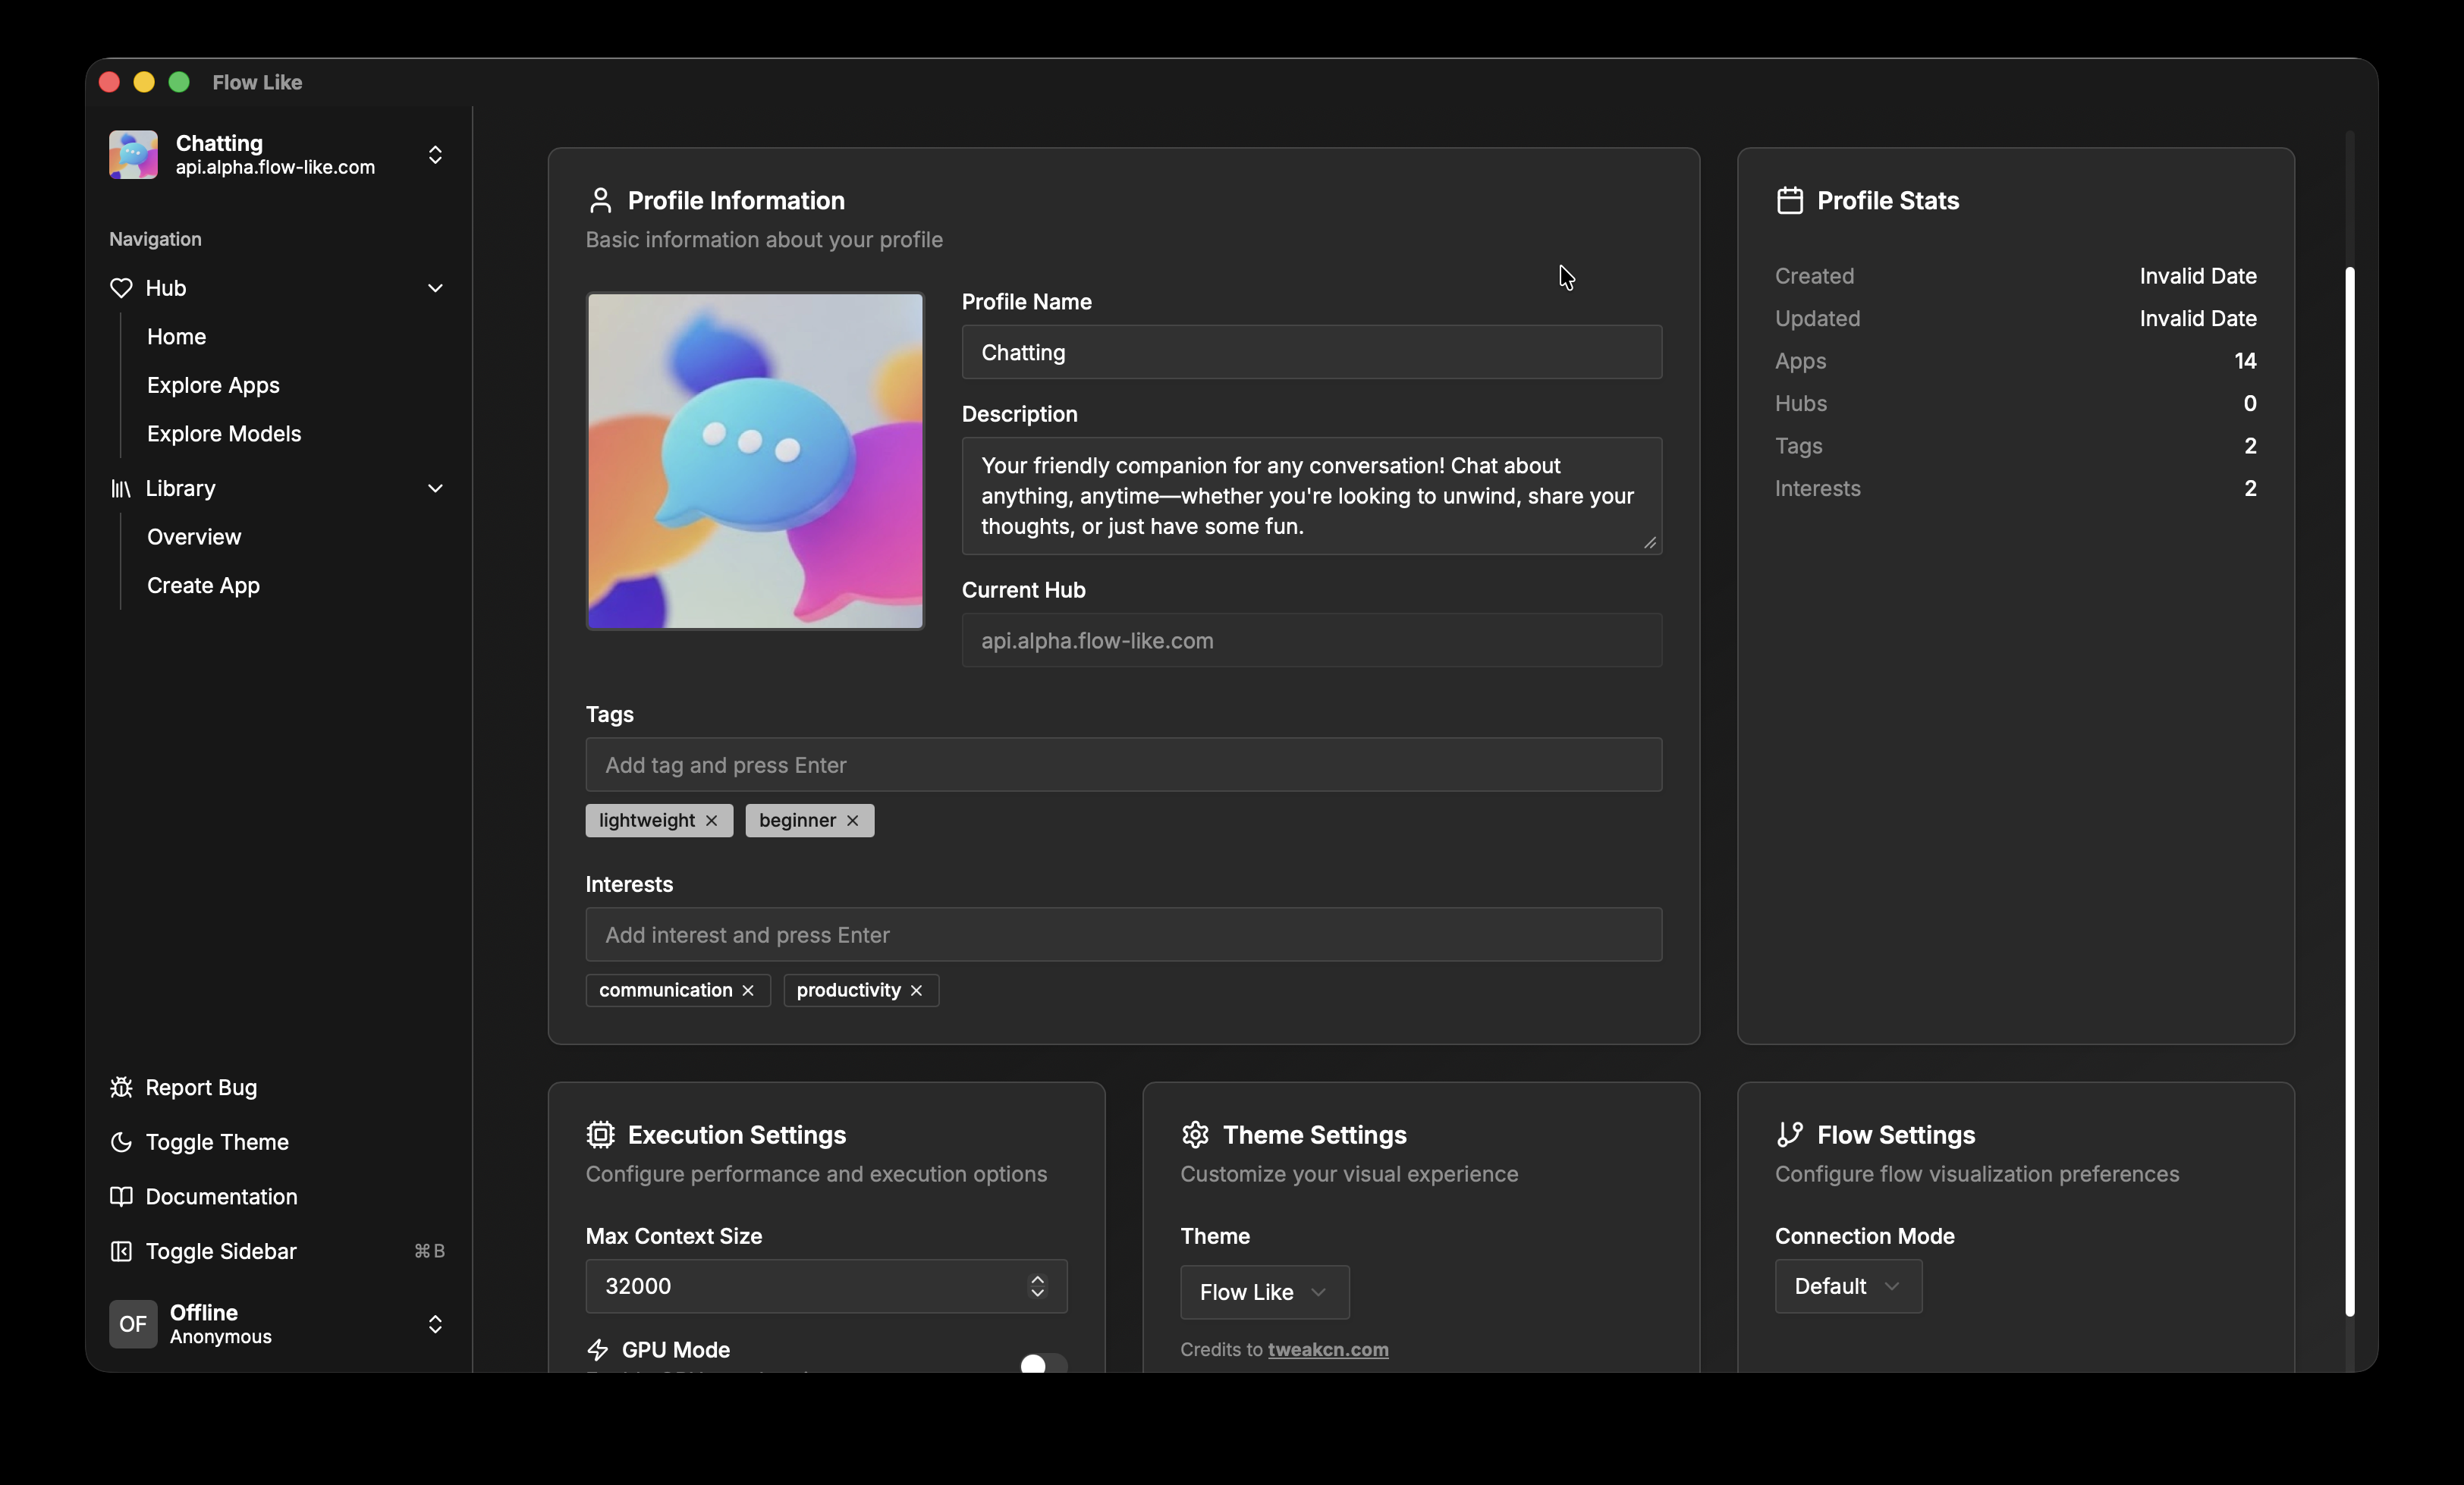 Flow Like
Chatting
api.alpha.flow-like.com
Navigation
Hub
Home
Explore Apps
Explore Models
Library
Overview
Create App
Report Bug
Toggle Theme
Documentation
Toggle Sidebar ⌘B
OF
Offline
Anonymous
Profile Information
Basic information about your profile
Profile Name
Chatting
Description
Your friendly companion for any conversation! Chat about
anything, anytime—whether you're looking to unwind, share your
thoughts, or just have some fun.
Current Hub
api.alpha.flow-like.com
Tags
Add tag and press Enter
lightweight
beginner
Interests
Add interest and press Enter
communication
productivity
Profile Stats
Created Invalid Date
Updated Invalid Date
Apps 14
Hubs 0
Tags 2
Interests 2
Execution Settings
Configure performance and execution options
Max Context Size
32000
GPU Mode
Theme Settings
Customize your visual experience
Theme
Flow Like
Credits to tweakcn.com
Flow Settings
Configure flow visualization preferences
Connection Mode
Default